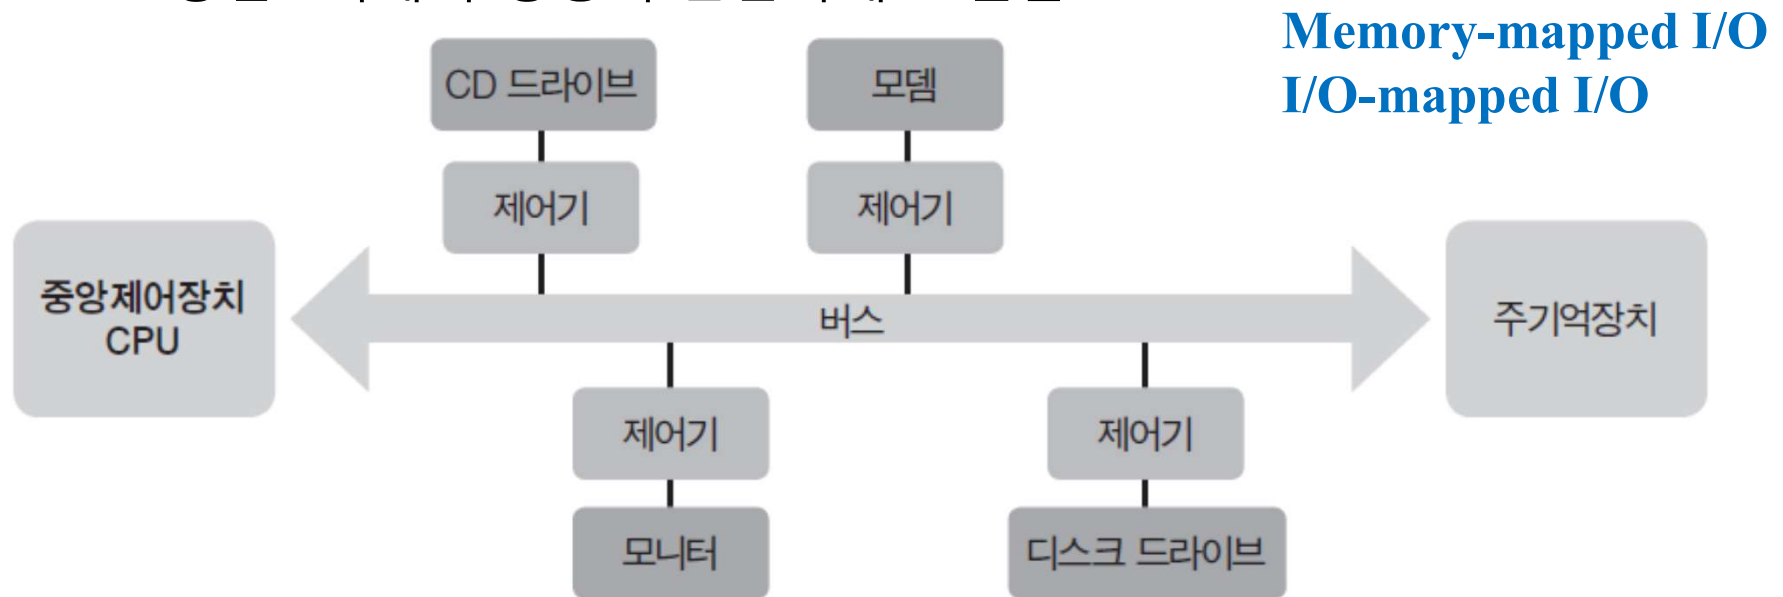 Memory-mapped I/O
I/O-mapped I/O
CD 드라이브
모뎀
제어기
제어기
중앙제어장치
CPU
버스
주기억장치
제어기
제어기
모니터
디스크 드라이브